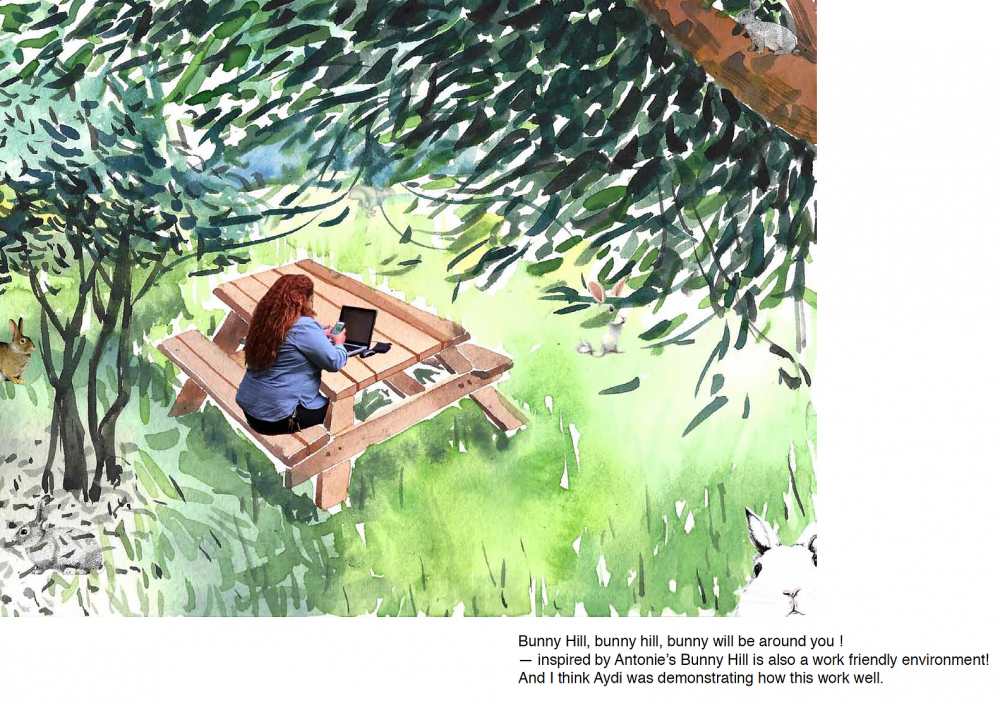 Bunny Hill, bunny hill, bunny will be around you !
— inspired by Antonie’s Bunny Hill is also a work friendly environment!
And I think Aydi was demonstrating how this work well.